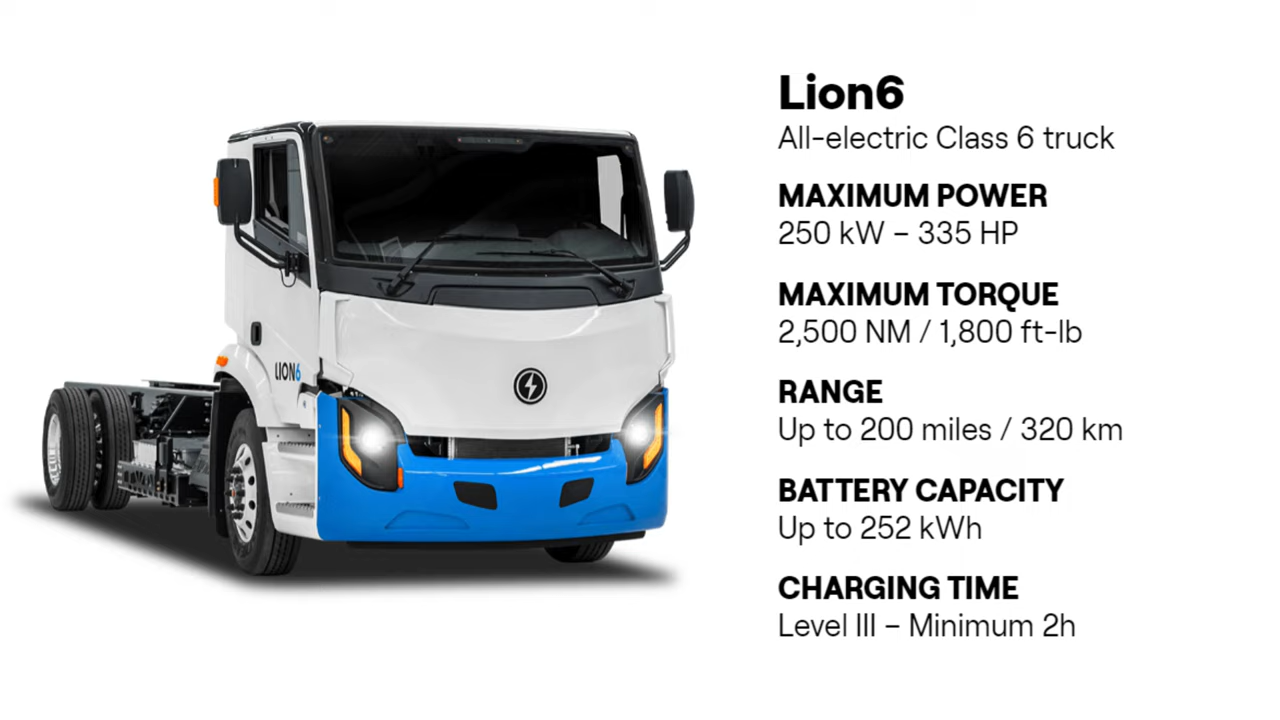 Lion6
All-electric Class 6 truck
MAXIMUM POWER
250 kW – 335 HP
MAXIMUM TORQUE
2,500 NM / 1,800 ft-lb
RANGE
Up to 200 miles / 320 km
BATTERY CAPACITY
Up to 252 kWh
CHARGING TIME
Level III – Minimum 2h
LION6